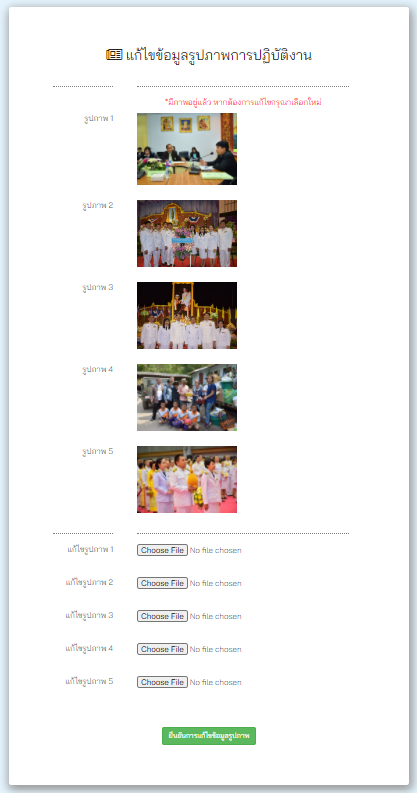 แก้ไขข้อมูลรูปภาพการปฏิบัติงาน
*มีภาพอยู่แล้ว หากต้องการแก้ไขกรุณาเลือกใหม่
รูปภาพ 1
รูปภาพ 2
รูปภาพ 3
รูปภาพ 4
รูปภาพ 5
แก้ไขรูปภาพ 1 Choose File No file chosen
แก้ไขรูปภาพ 2 Choose File No file chosen
แก้ไขรูปภาพ 3 Choose File No file chosen
แก้ไขรูปภาพ 4 Choose File No file chosen
แก้ไขรูปภาพ 5 Choose File No file chosen
ยืนยันการแก้ไขข้อมูลรูปภาพ